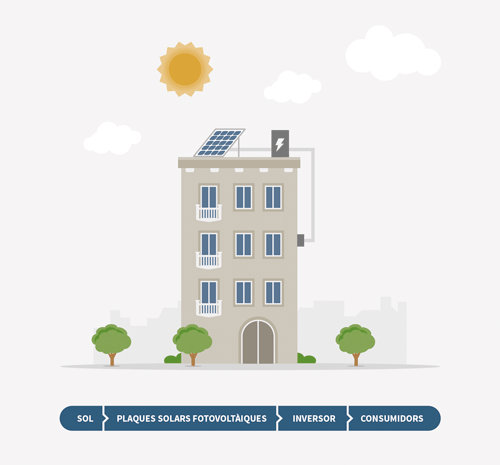 SOL PLAQUES SOLARS FOTOVOLTÀIQUES INVERSOR CONSUMIDORS